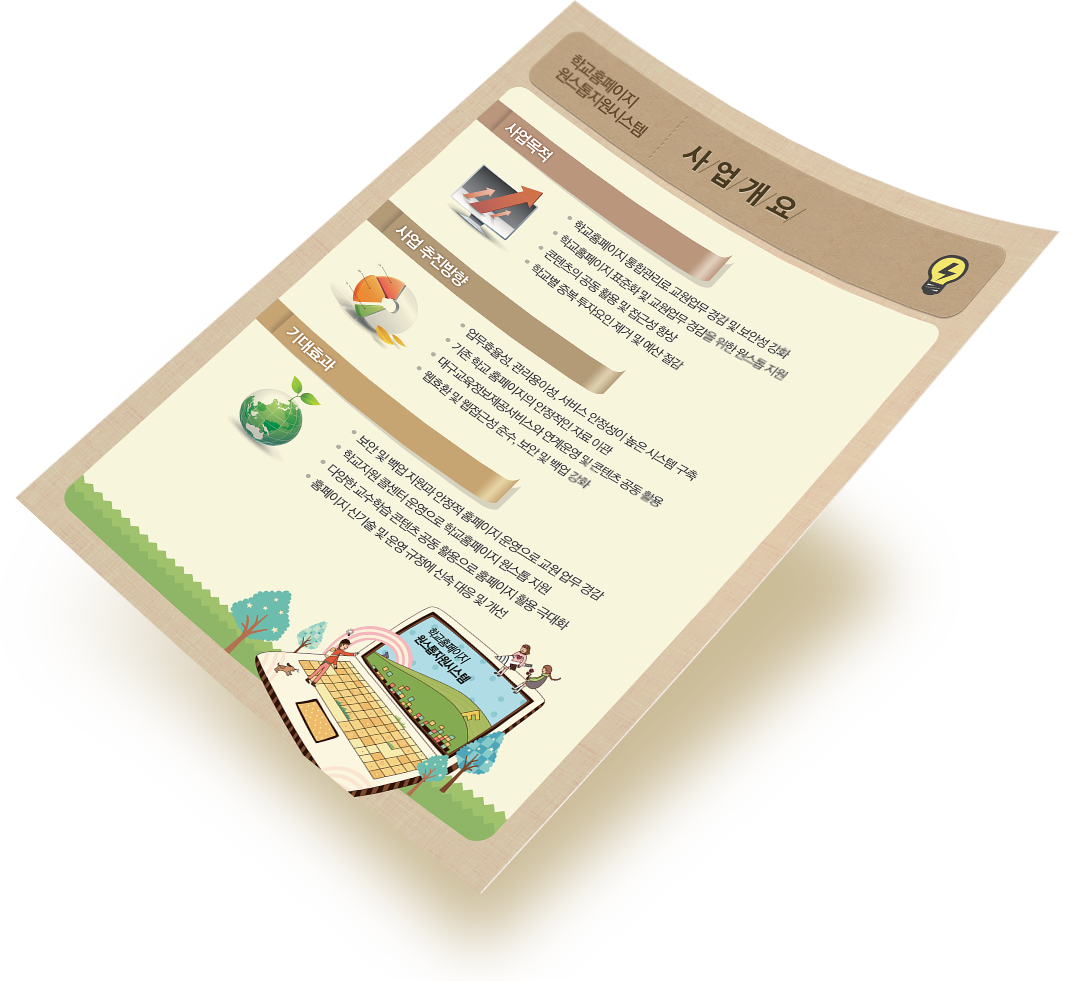 학교홈페이지
원스톱지원시스템
사/업/개/요/
사업목적
학교홈페이지 통합관리로 교원업무 경감 및 보안성 강화
학교홈페이지 표준화 및 교원업무 경감을 위한 원스톱 지원
콘텐츠의 공동 활용 및 접근성 향상
학교별 중복 투자요인 제거 및 예산 절감
사업 추진방향
업무효율성, 관리용이성, 서비스 안정성이 높은 시스템 구축
기존 학교 홈페이지의 안정적인 자료 이관
대구교육정보제공서비스와 연계운영 및 콘텐츠 공동 활용
웹호환 및 웹접근성 준수, 보안 및 백업 강화
기대효과
보안 및 백업 지원과 안정적 홈페이지 운영으로 교원 업무 경감
학교지원 콜센터 운영으로 학교홈페이지 원스톱 지원
다양한 교수학습 콘텐츠 공동 활용으로 홈페이지 활용 극대화
홈페이지 신기술 및 운영 규정에 신속 대응 및 개선
학교홈페이지
원스톱지원시스템